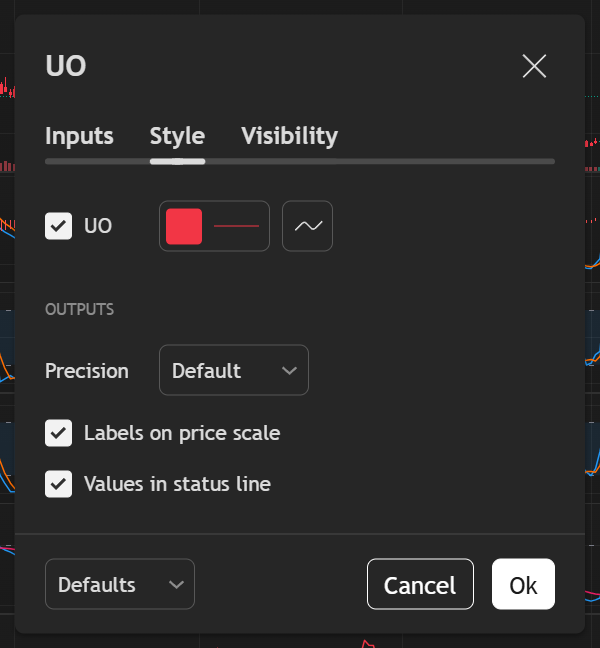 UO
Inputs Style Visibility
UO
OUTPUTS
Precision Default
Labels on price scale
Values in status line
Defaults Cancel Ok